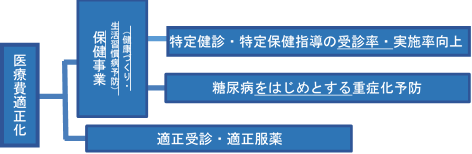 医療費適正化
保健事業
(健康づくり・
生活習慣病予防)
特定健診・特定保健指導の受診率・実施率向上
糖尿病をはじめとする重症化予防
適正受診・適正服薬